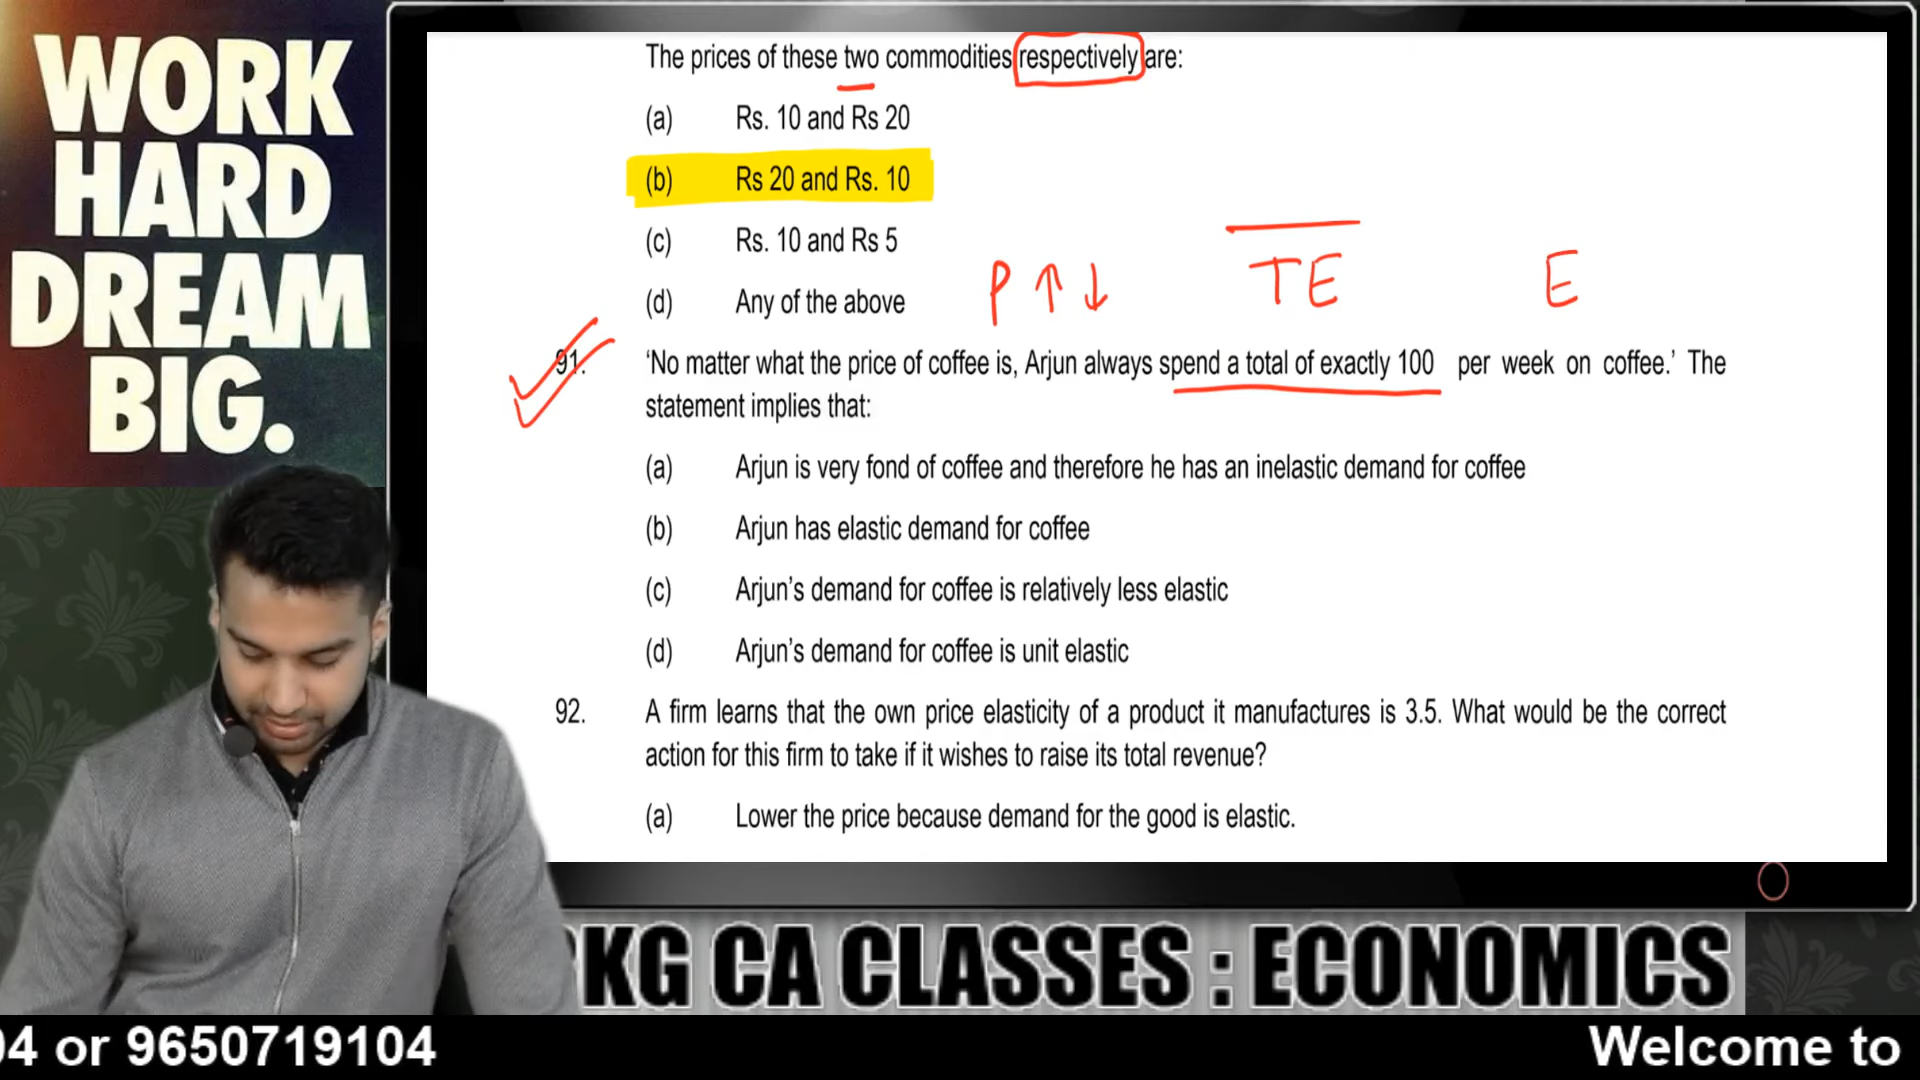 WORK
HARD
DREAM
BIG.
The prices of these two commodities respectively are:
(a) Rs. 10 and Rs 20
(b) Rs 20 and Rs. 10
(c) Rs. 10 and Rs 5
(d) Any of the above
P ↑ ↓ TE E
91. ‘No matter what the price of coffee is, Arjun always spend a total of exactly 100 per week on coffee.’ The
statement implies that:
(a) Arjun is very fond of coffee and therefore he has an inelastic demand for coffee
(b) Arjun has elastic demand for coffee
(c) Arjun’s demand for coffee is relatively less elastic
(d) Arjun’s demand for coffee is unit elastic
92. A firm learns that the own price elasticity of a product it manufactures is 3.5. What would be the correct
action for this firm to take if it wishes to raise its total revenue?
(a) Lower the price because demand for the good is elastic.
KG CA CLASSES : ECONOMICS
04 or 9650719104 Welcome to